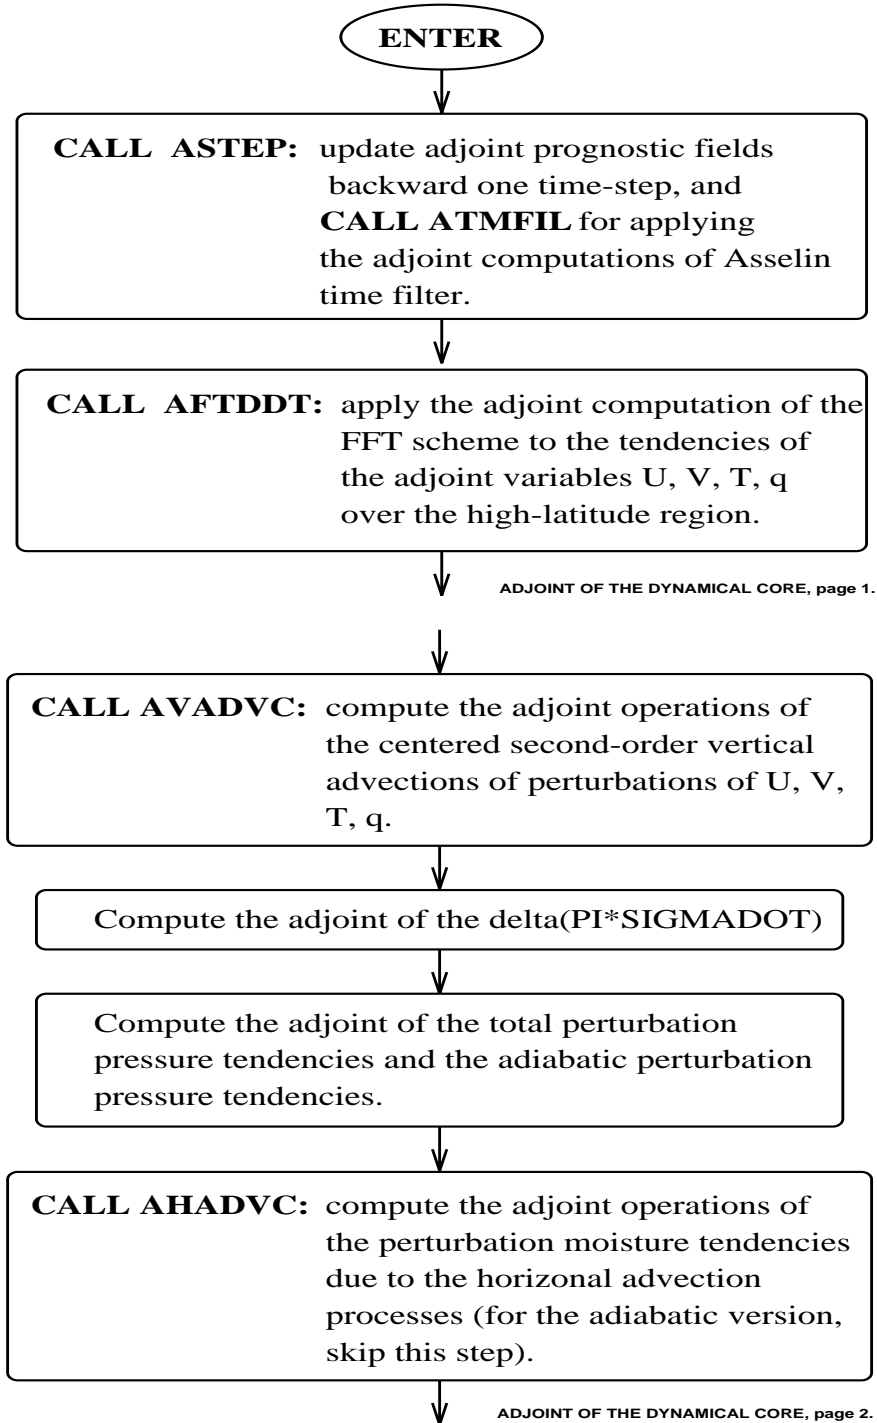 ENTER
CALL ASTEP: update adjoint prognostic fields
backward one time-step, and
CALL ATMFIL for applying
the adjoint computations of Asselin
time filter.
CALL AFTDDT: apply the adjoint computation of the
FFT scheme to the tendencies of
the adjoint variables U, V, T, q
over the high-latitude region.
ADJOINT OF THE DYNAMICAL CORE, page 1.
CALL AVADVC: compute the adjoint operations of
the centered second-order vertical
advections of perturbations of U, V,
T, q.
Compute the adjoint of the delta(PI*SIGMADOT)
Compute the adjoint of the total perturbation
pressure tendencies and the adiabatic perturbation
pressure tendencies.
CALL AHADVC: compute the adjoint operations of
the perturbation moisture tendencies
due to the horizonal advection
processes (for the adiabatic version,
skip this step).
ADJOINT OF THE DYNAMICAL CORE, page 2.